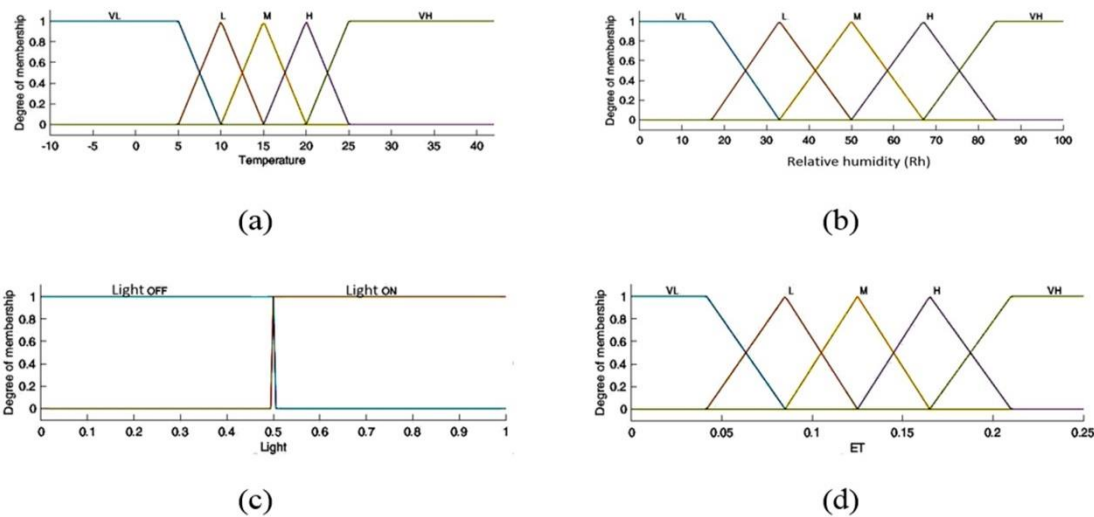 VL L M H VH
Degree of membership
1
0.8
0.6
0.4
0.2
0
-10 -5 0 5 10 15 20 25 30 35 40
Temperature
(a)
VL L M H VH
Degree of membership
1
0.8
0.6
0.4
0.2
0
0 10 20 30 40 50 60 70 80 90 100
Relative humidity (Rh)
(b)
Light OFF Light ON
Degree of membership
1
0.8
0.6
0.4
0.2
0
0 0.1 0.2 0.3 0.4 0.5 0.6 0.7 0.8 0.9 1
Light
(c)
VL L M H VH
Degree of membership
1
0.8
0.6
0.4
0.2
0
0 0.05 0.1 0.15 0.2 0.25
ET
(d)